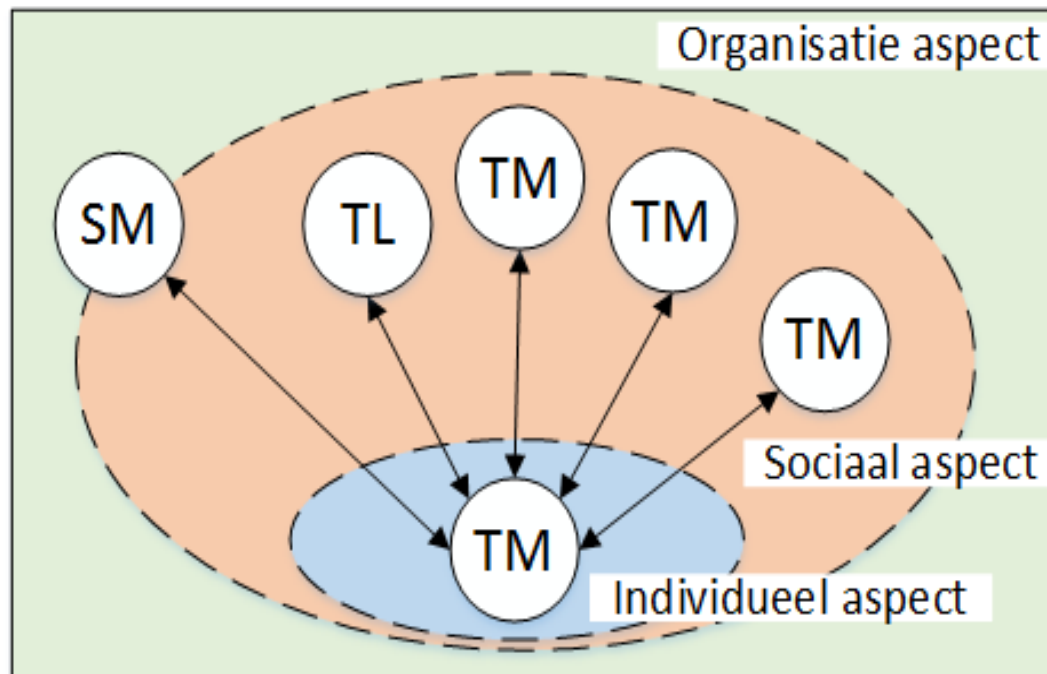 Organisatie aspect
SM
TL
TM
TM
TM
Sociaal aspect
TM
Individueel aspect